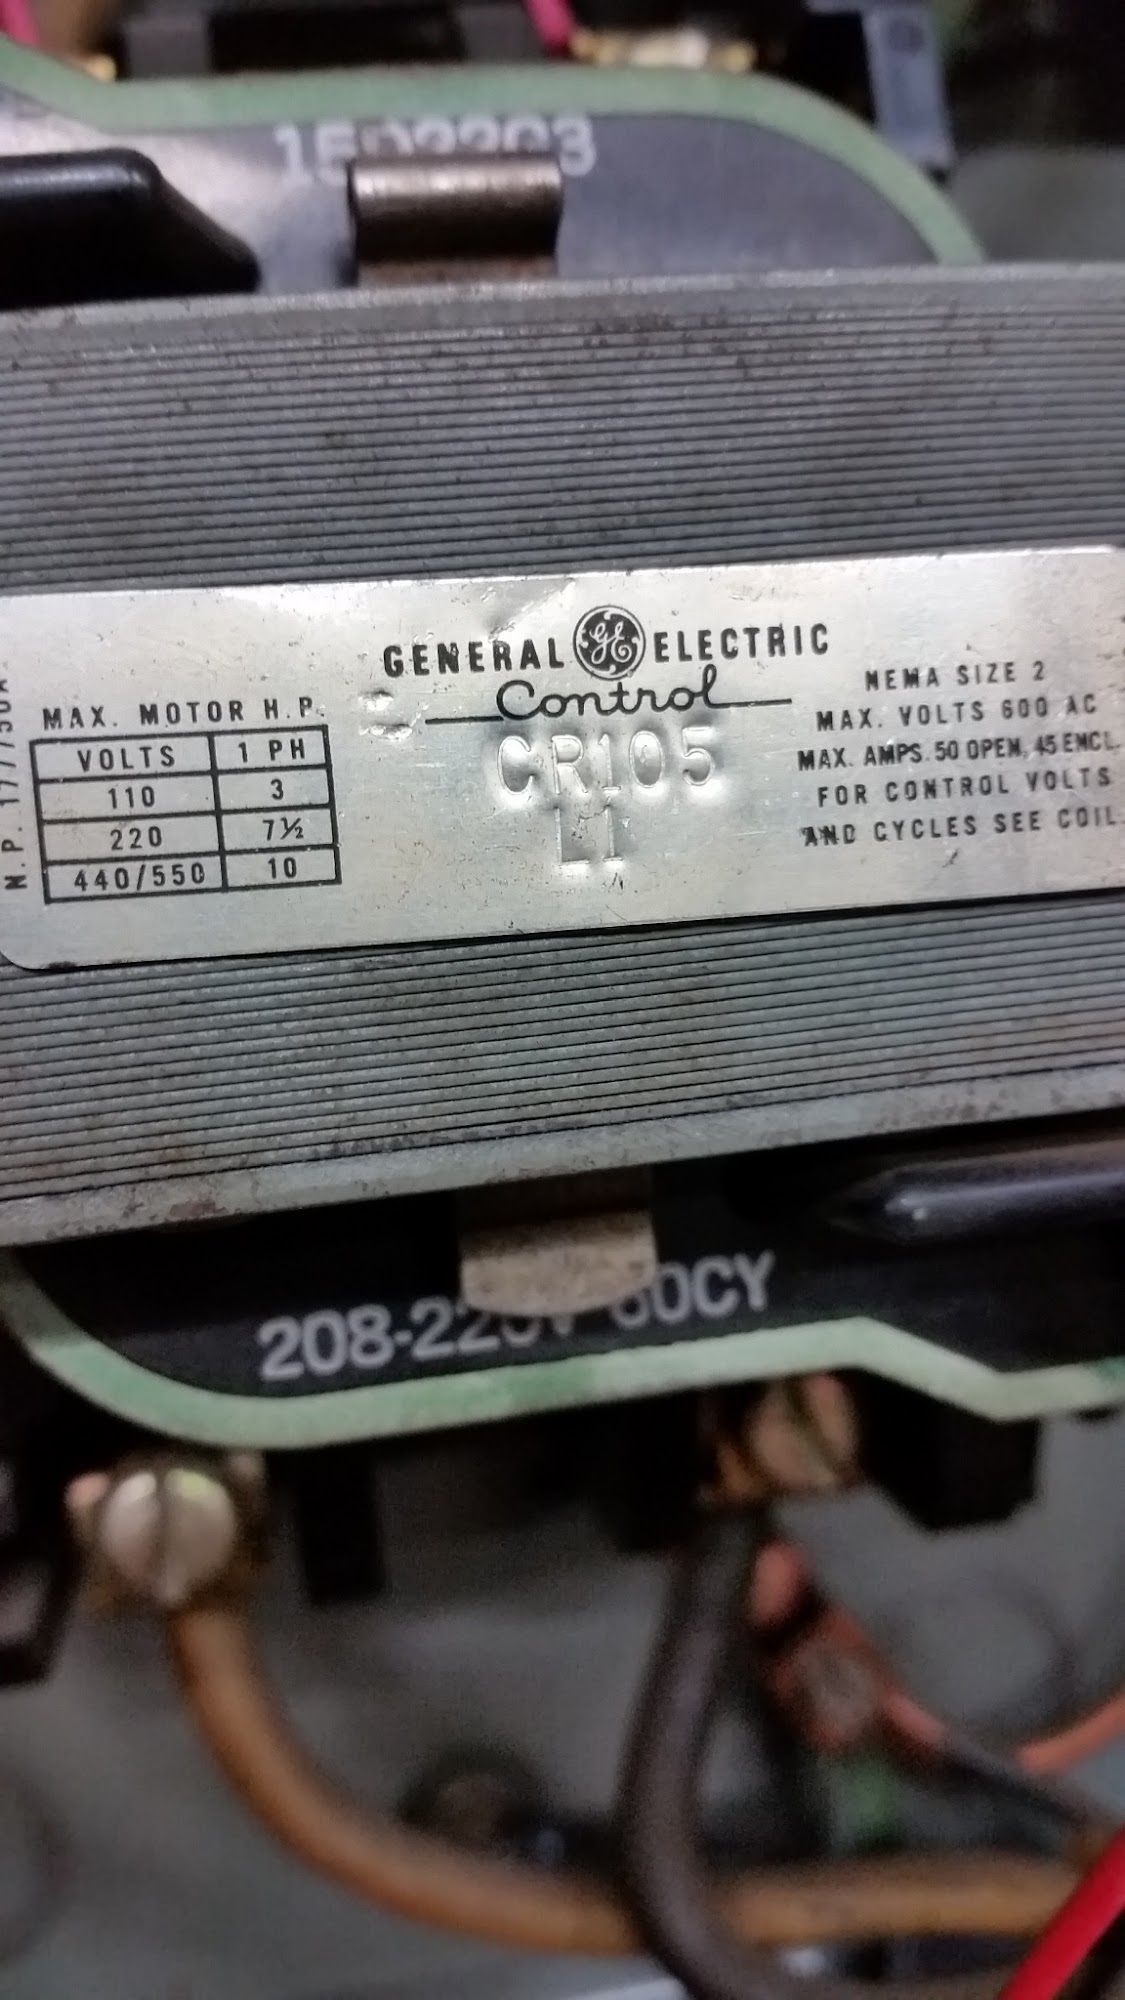 MAX. MOTOR H.P.
VOLTS 1 PH
110 3
220 7½
440/550 10
GENERAL GE ELECTRIC
Control
CR105
L1
NEMA SIZE 2
MAX. VOLTS 600 AC
MAX. AMPS. 50 OPEN, 45 ENCL.
FOR CONTROL VOLTS
AND CYCLES SEE COIL.
N.P.
60CY